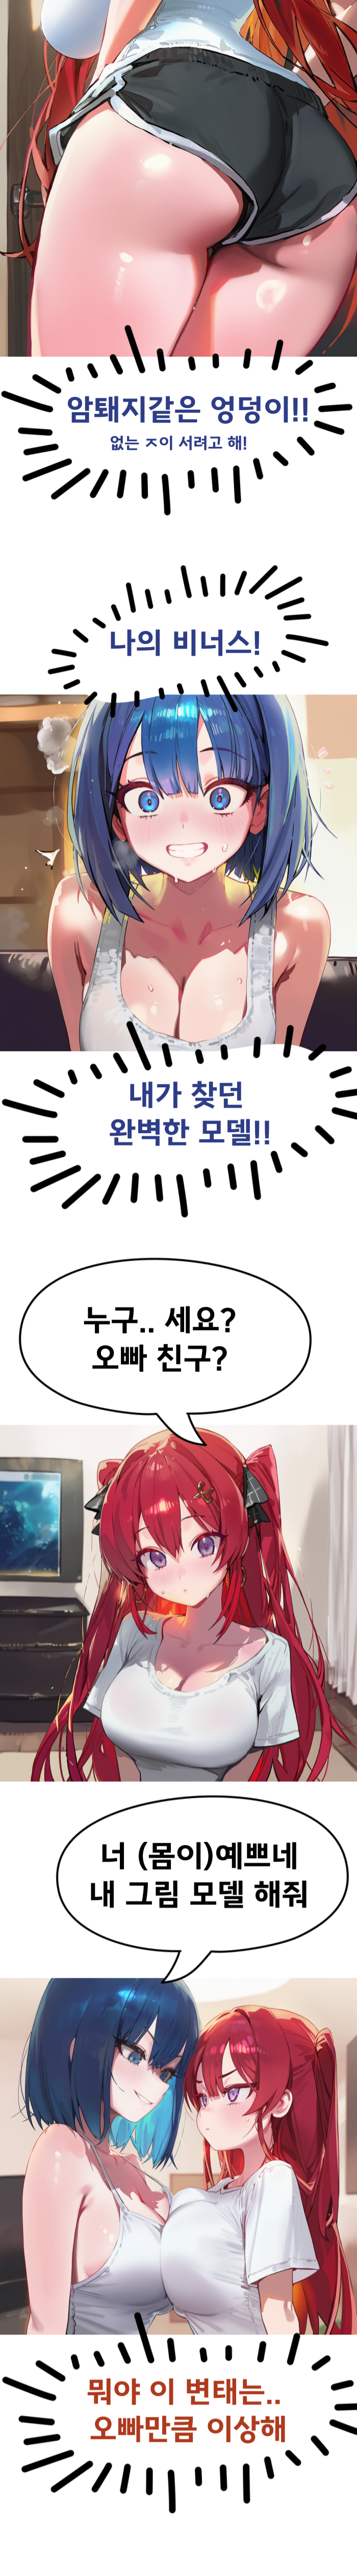 암퇘지같은 엉덩이!!
없는 ㅈ이 서려고 해!
나의 비너스!
내가 찾던
완벽한 모델!!
누구.. 세요?
오빠 친구?
너 (몸이)예쁘네
내 그림 모델 해줘
뭐야 이 변태는..
오빠만큼 이상해